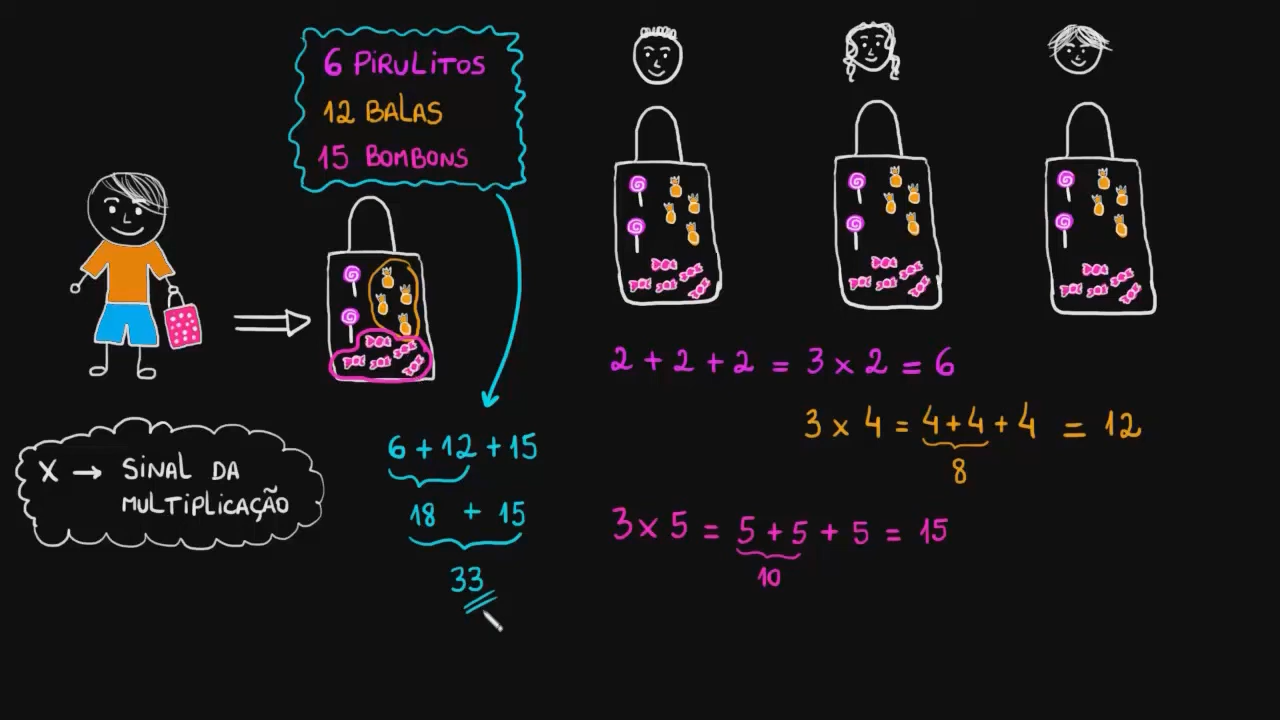 6 PIRULITOS
12 BALAS
15 BOMBONS
X → SINAL DA
MULTIPLICAÇÃO
6 + 12 + 15
18 + 15
33
2 + 2 + 2 = 3 x 2 = 6
3 x 4 = 4 + 4 + 4 = 12
8
3 x 5 = 5 + 5 + 5 = 15
10